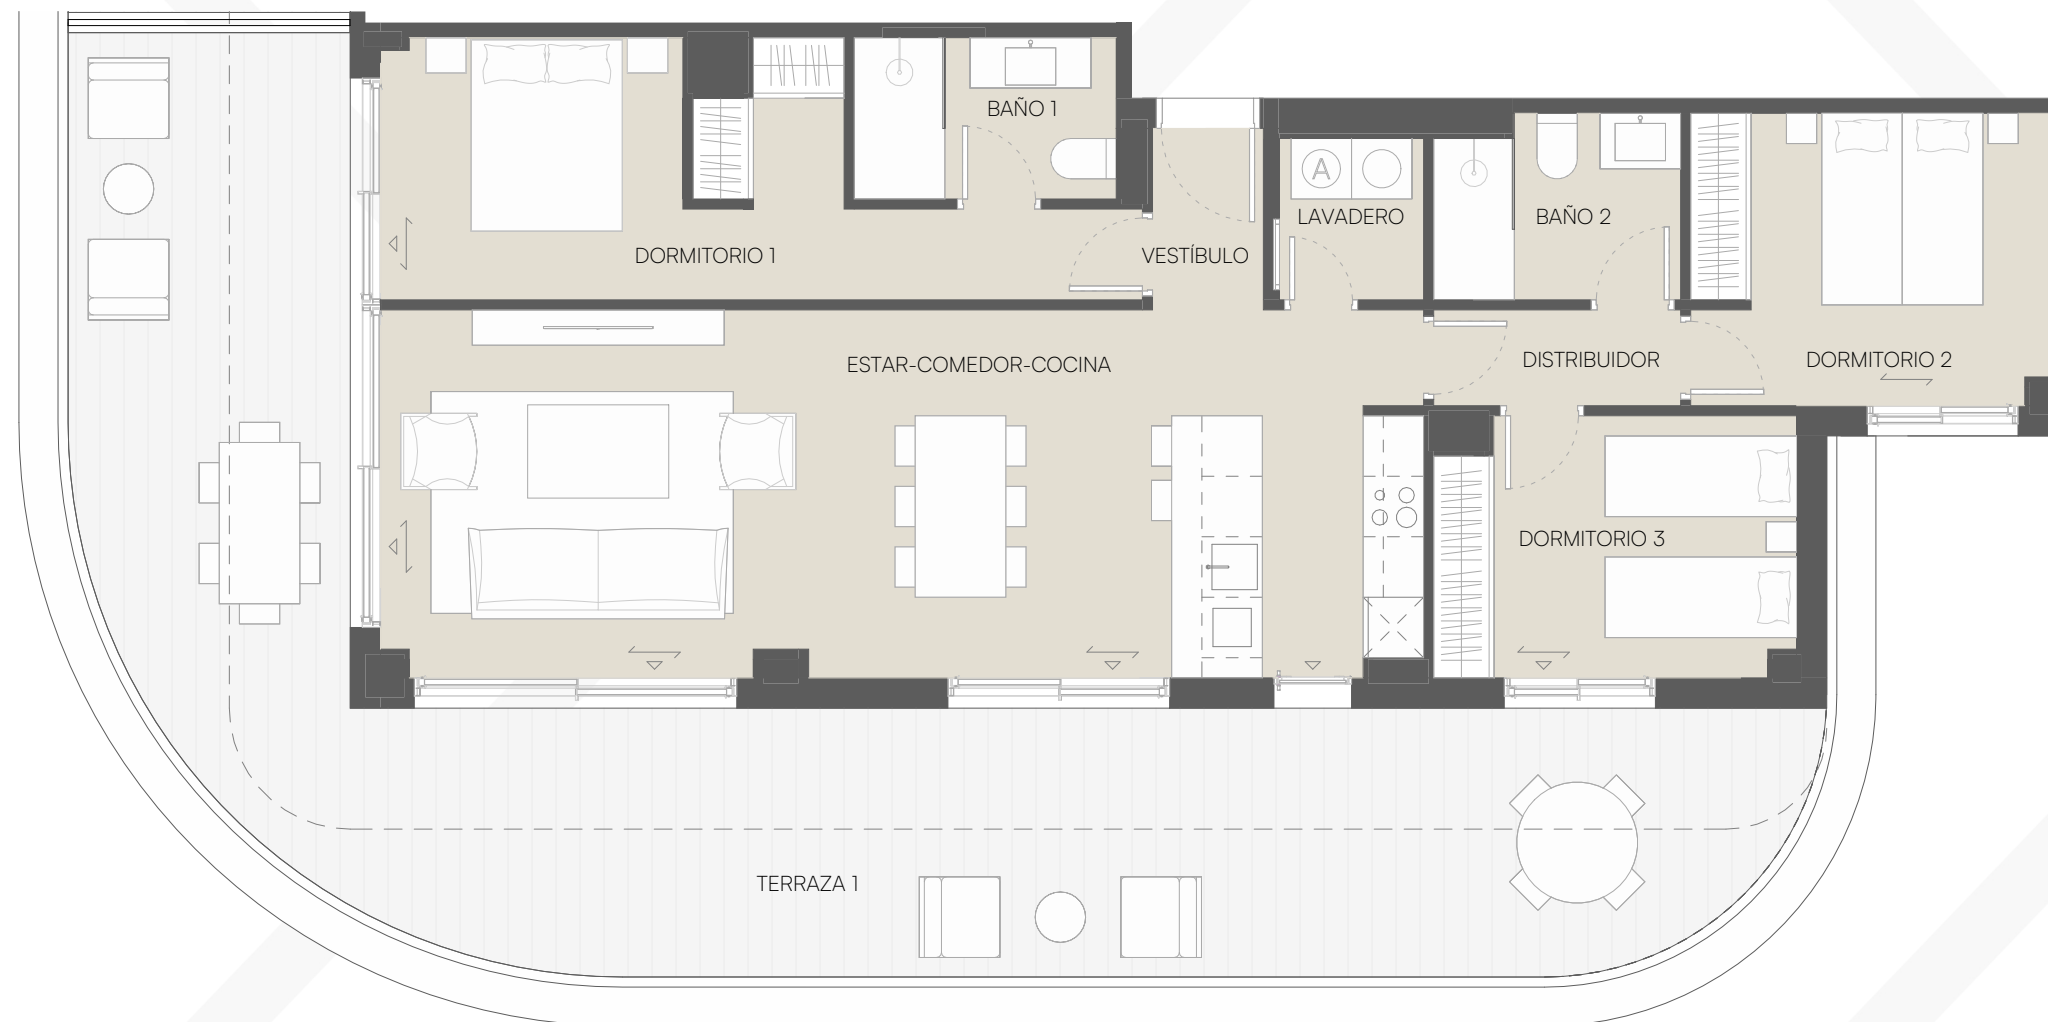 BAÑO 1
LAVADERO
BAÑO 2
DORMITORIO 1
VESTÍBULO
A
ESTAR-COMEDOR-COCINA
DISTRIBUIDOR
DORMITORIO 2
DORMITORIO 3
TERRAZA 1